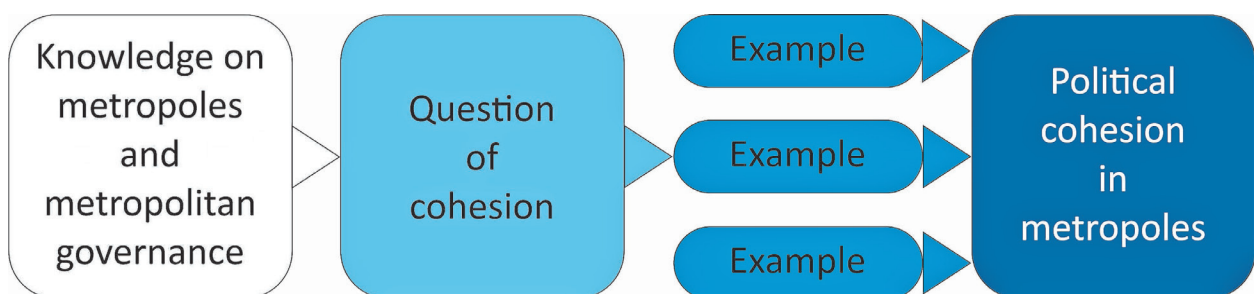 Knowledge on
metropoles
and
metropolitan
governance
Question
of
cohesion
Example
Example
Example
Political
cohesion
in
metropoles